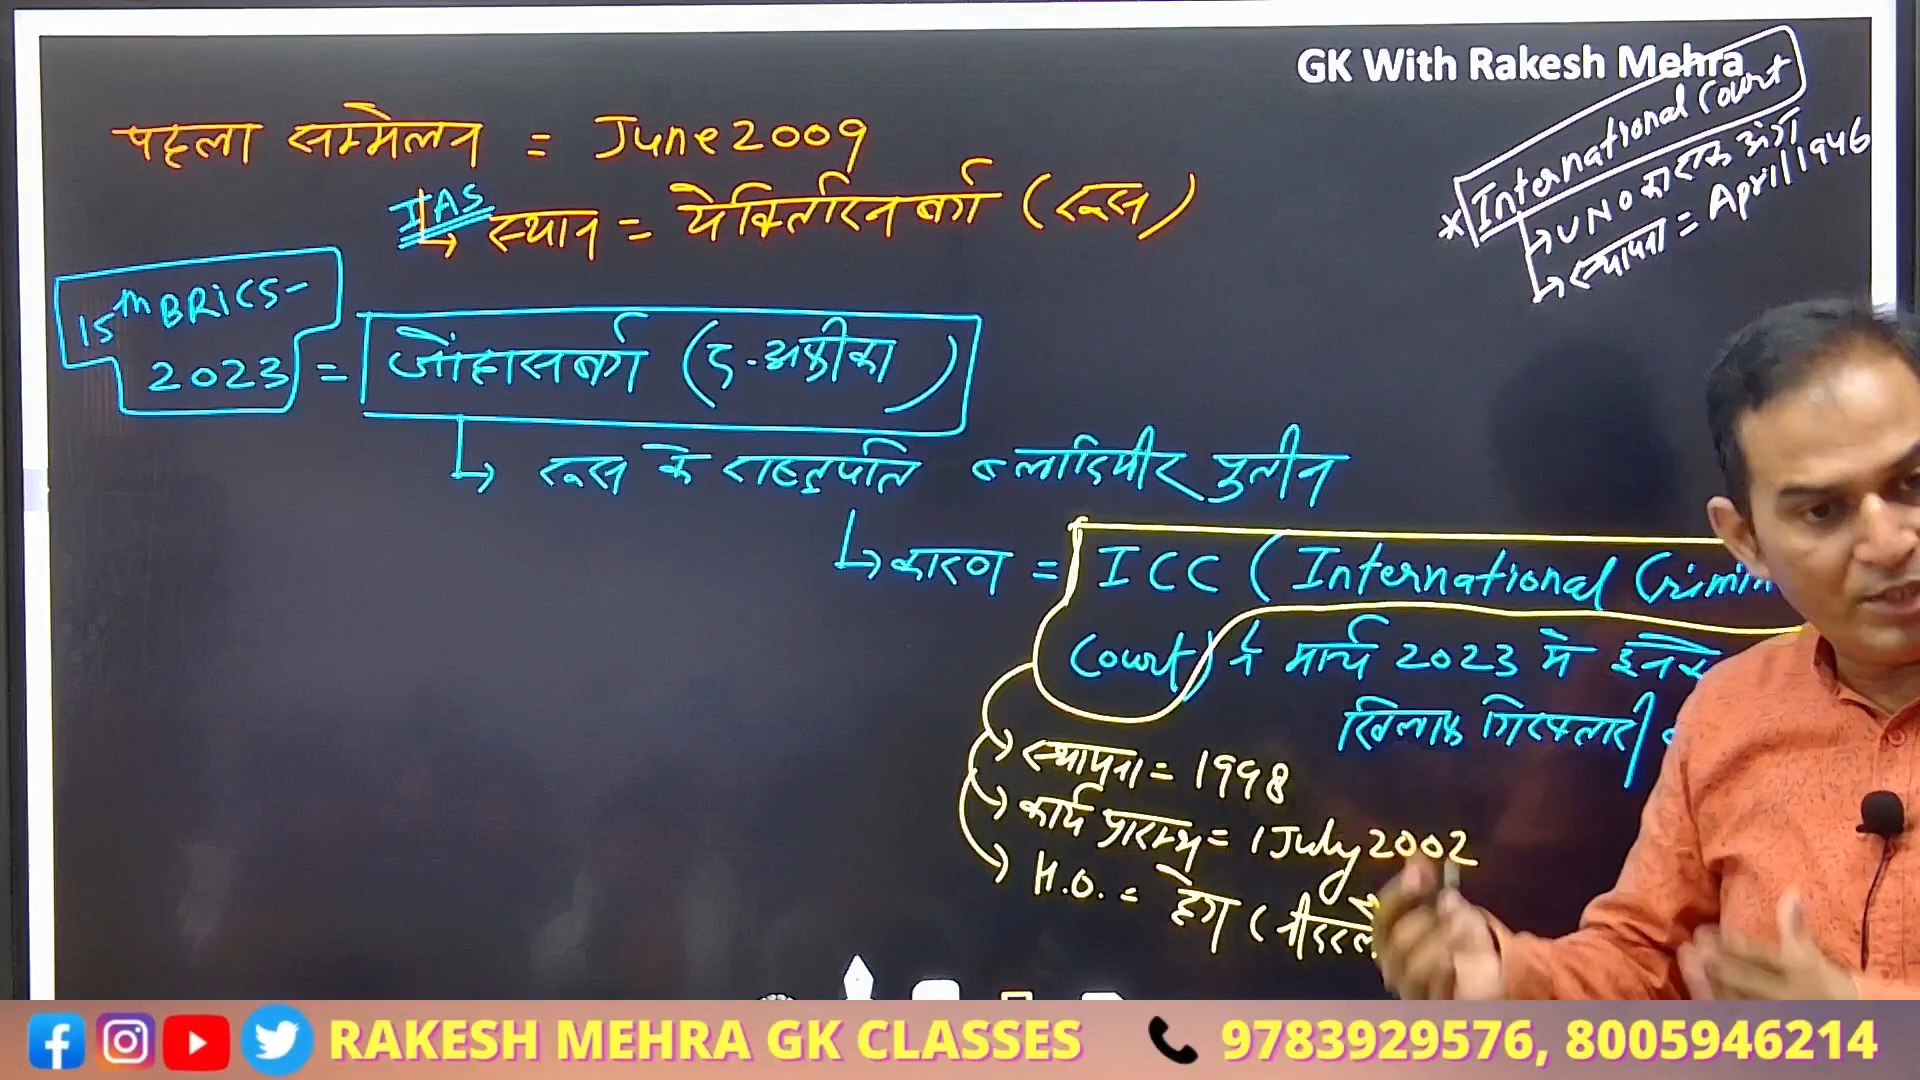 GK With Rakesh Mehra
पहला सम्मेलन = June 2009
IAS
स्थान = येकितरिनबर्ग (रूस)
* International Court
UNO का एक अंग
स्थापना = April 1946
15th BRICS-
2023 = जोहांसबर्ग (द. अफ्रीका)
रूस के राष्ट्रपति व्लादिमीर पुतीन
कारण = ICC (International Crimin
Court) ने मार्च 2023 में इनके
खिलाफ गिरफ्तारी
स्थापना = 1998
कार्य प्रारम्भ = 1 July 2002
H.O. = हेग (नीदरलै
RAKESH MEHRA GK CLASSES
9783929576, 8005946214